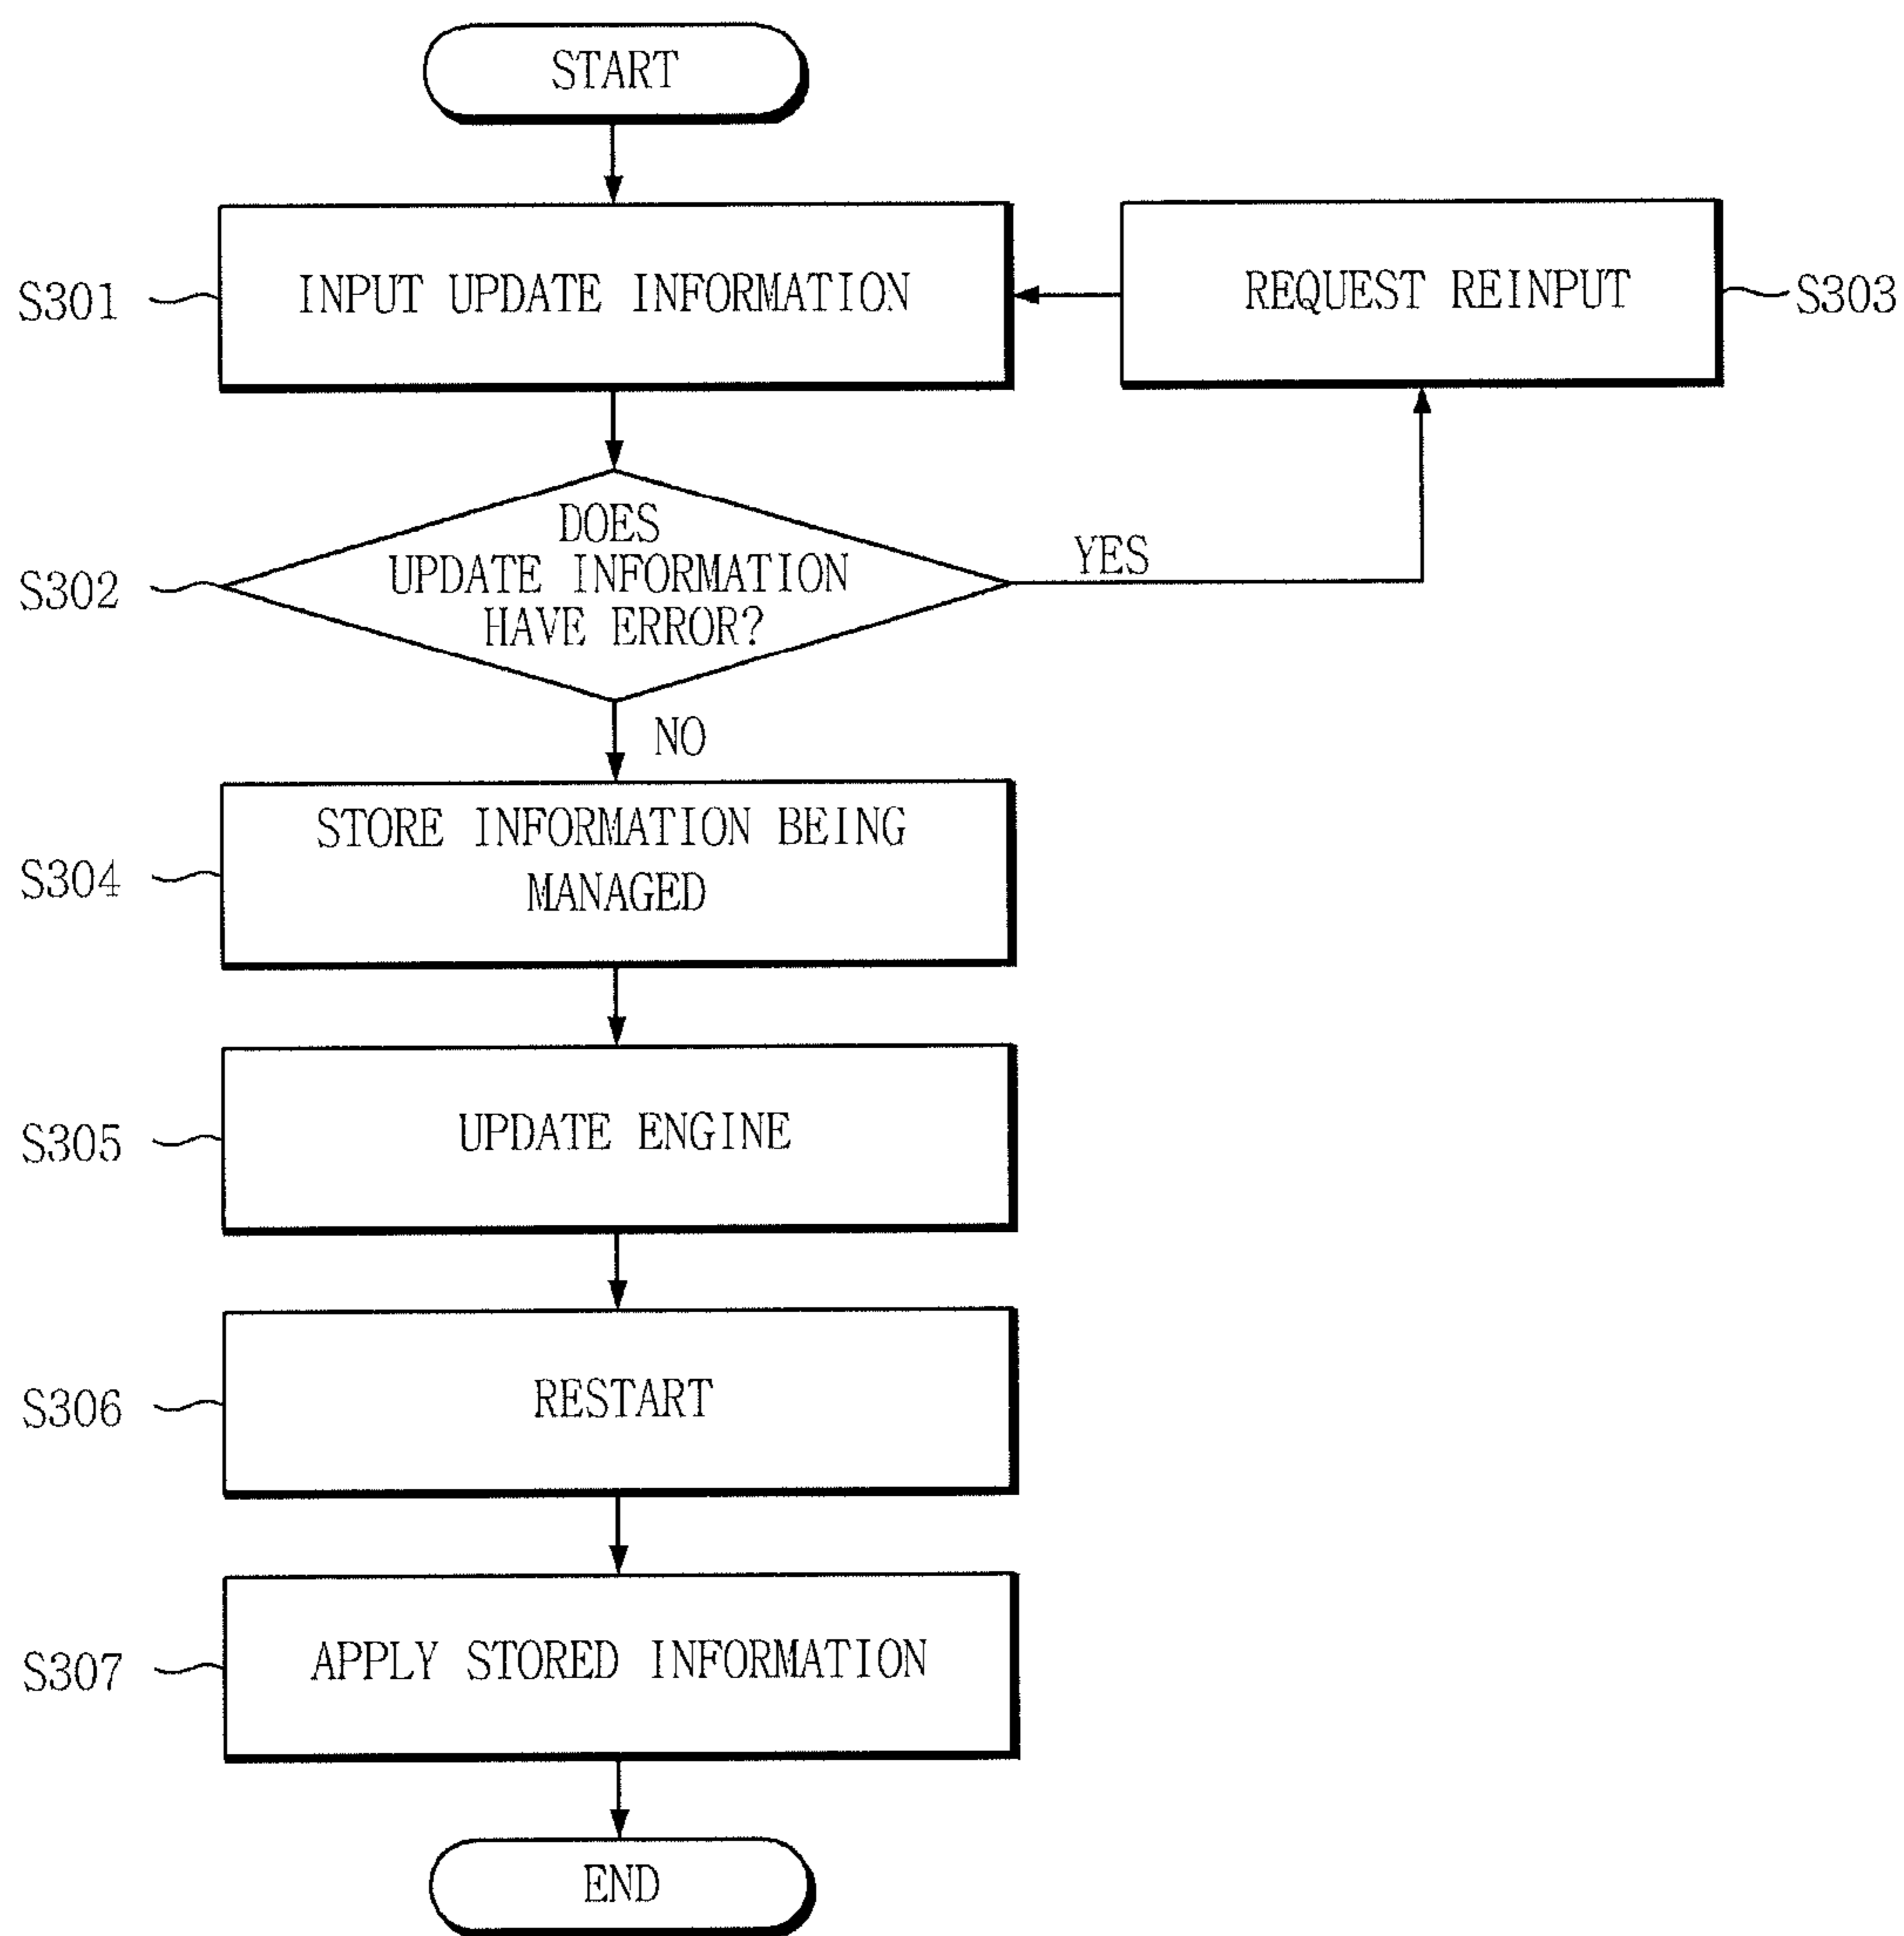 START
S301
INPUT UPDATE INFORMATION
REQUEST REINPUT
S303
S302
DOES
UPDATE INFORMATION
HAVE ERROR?
YES
NO
S304
STORE INFORMATION BEING
MANAGED
S305
UPDATE ENGINE
S306
RESTART
S307
APPLY STORED INFORMATION
END